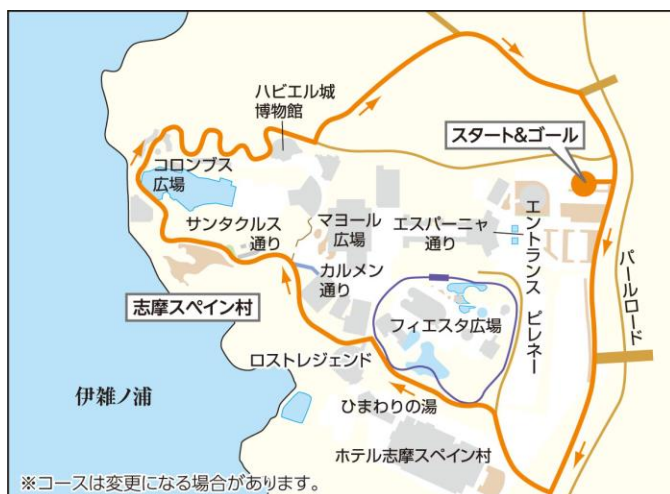 ハビエル城
博物館
スタート&ゴール
コロンブス
広場
サンタクルス
通り
マヨール
広場
エスパーニャ
通り
エントランス ピレネー
パールロード
カルメン
通り
志摩スペイン村
フィエスタ広場
ロストレジェンド
伊雑ノ浦
ひまわりの湯
ホテル志摩スペイン村
※コースは変更になる場合があります。